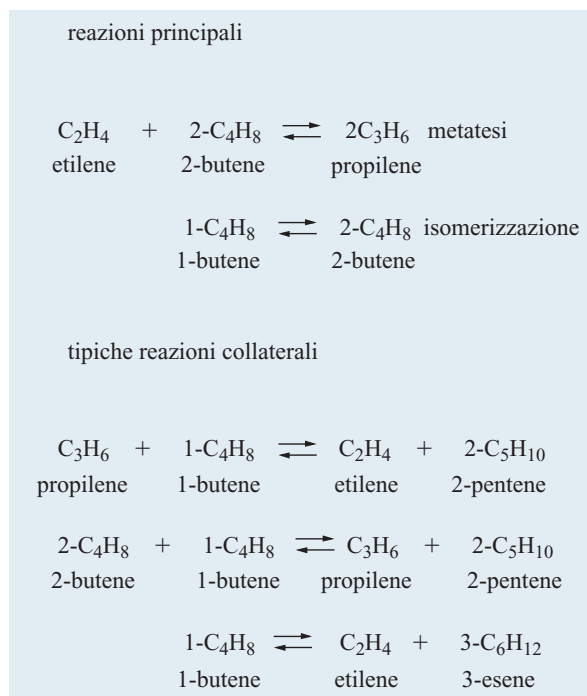 reazioni principali
C₂H₄ + 2-C₄H₈ ⇄ 2C₃H₆ metatesi
etilene 2-butene propilene
1-C₄H₈ ⇄ 2-C₄H₈ isomerizzazione
1-butene 2-butene
tipiche reazioni collaterali
C₃H₆ + 1-C₄H₈ ⇄ C₂H₄ + 2-C₅H₁₀
propilene 1-butene etilene 2-pentene
2-C₄H₈ + 1-C₄H₈ ⇄ C₃H₆ + 2-C₅H₁₀
2-butene 1-butene propilene 2-pentene
1-C₄H₈ ⇄ C₂H₄ + 3-C₆H₁₂
1-butene etilene 3-esene